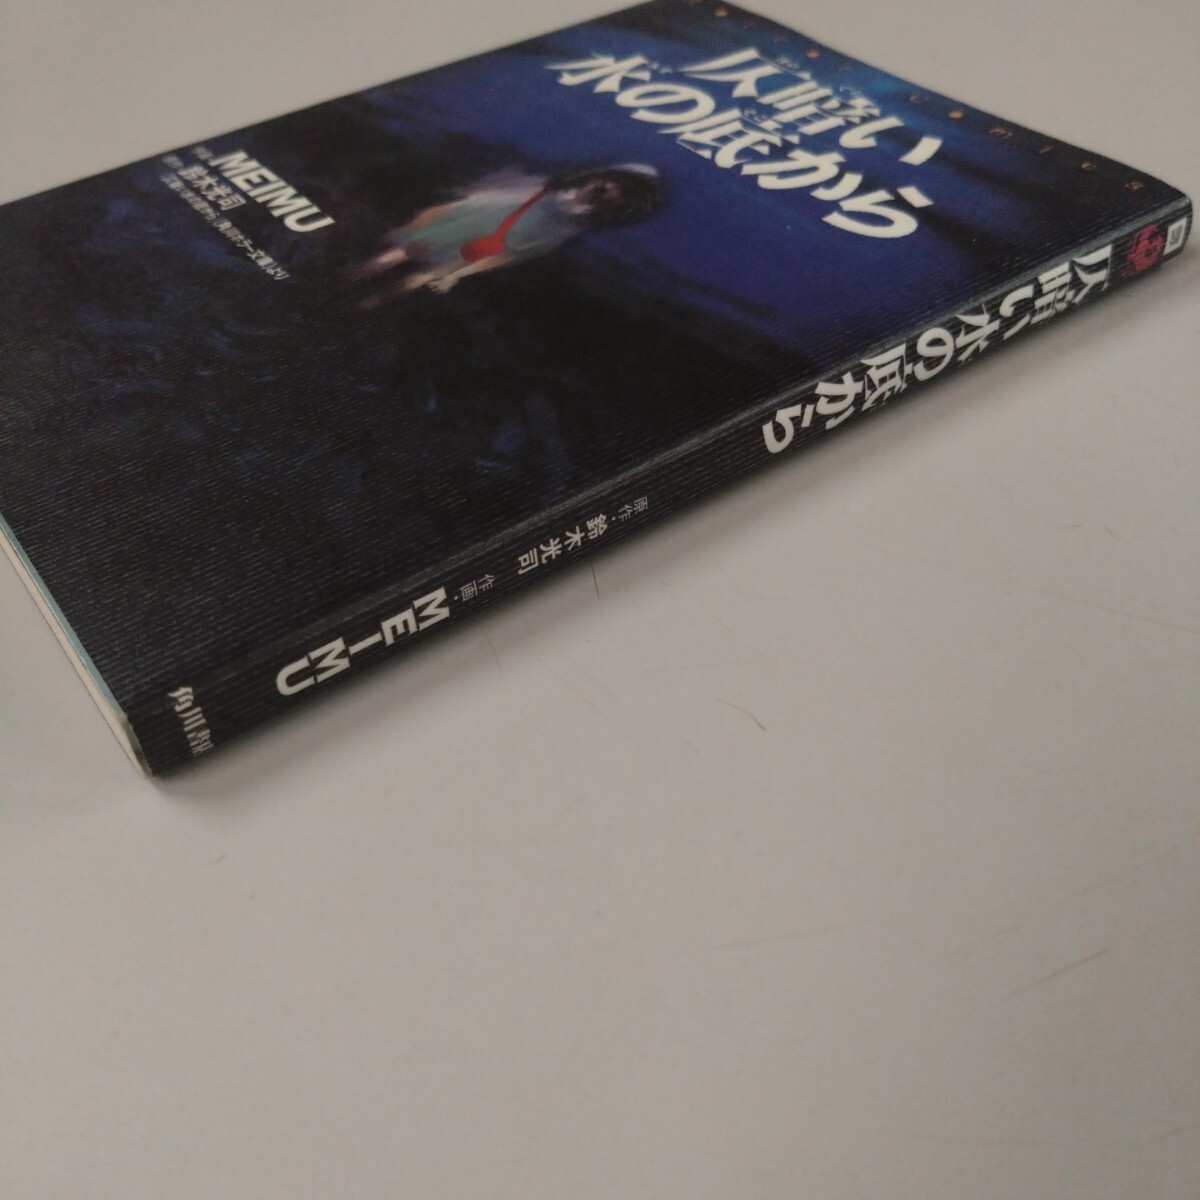 仄暗い
水の底から
MEIMU
鈴木光司
仄暗い水の底から
原作・鈴木光司
作画・MEIMU
角川書店